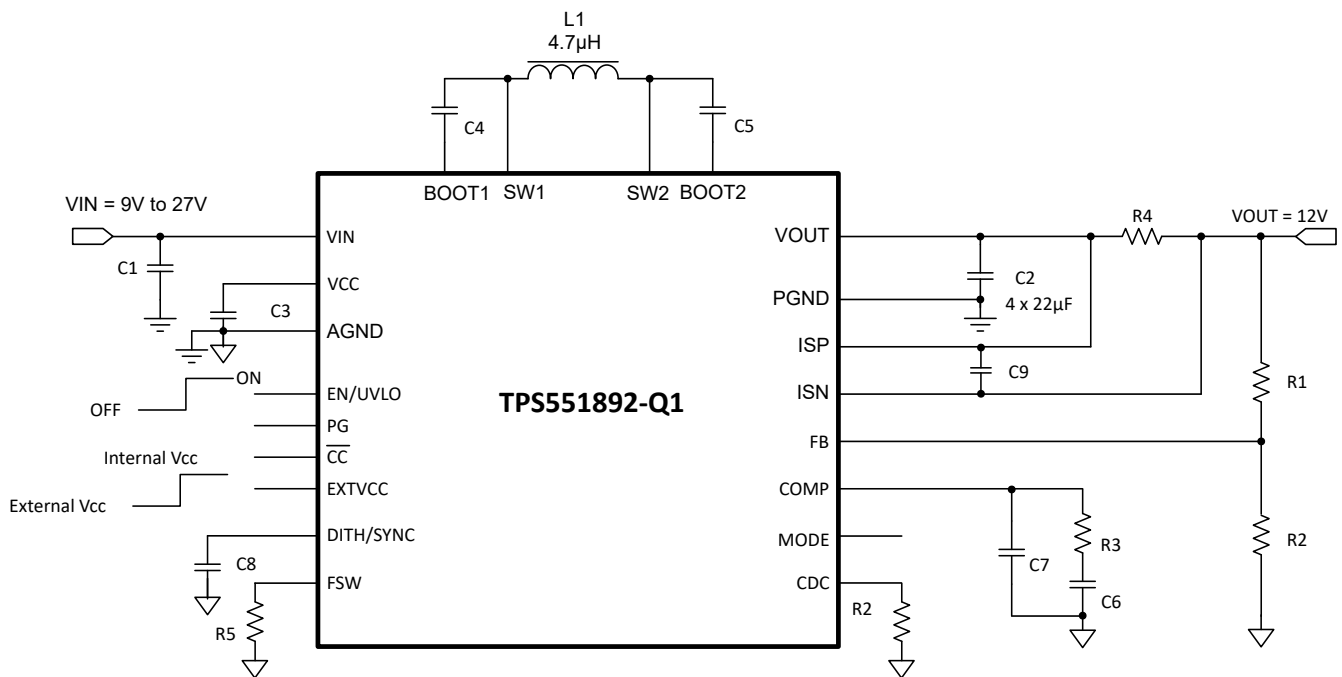 L1
4.7µH
C4
C5
BOOT1
SW1
SW2
BOOT2
VIN = 9V to 27V
C1
VIN
VCC
C3
AGND
ON
OFF
EN/UVLO
PG
Internal Vcc
CC
EXTVCC
External Vcc
DITH/SYNC
C8
FSW
R5
TPS551892-Q1
VOUT
R4
VOUT = 12V
C2
4 x 22µF
PGND
ISP
C9
ISN
R1
FB
COMP
MODE
C7
R3
R2
CDC
R2
C6